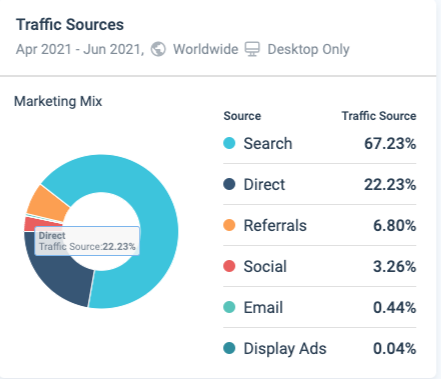 Traffic Sources
Apr 2021 - Jun 2021, Worldwide Desktop Only
Marketing Mix
Source Traffic Source
Search 67.23%
Direct 22.23%
Referrals 6.80%
Social 3.26%
Email 0.44%
Display Ads 0.04%
Direct
Traffic Source:22.23%